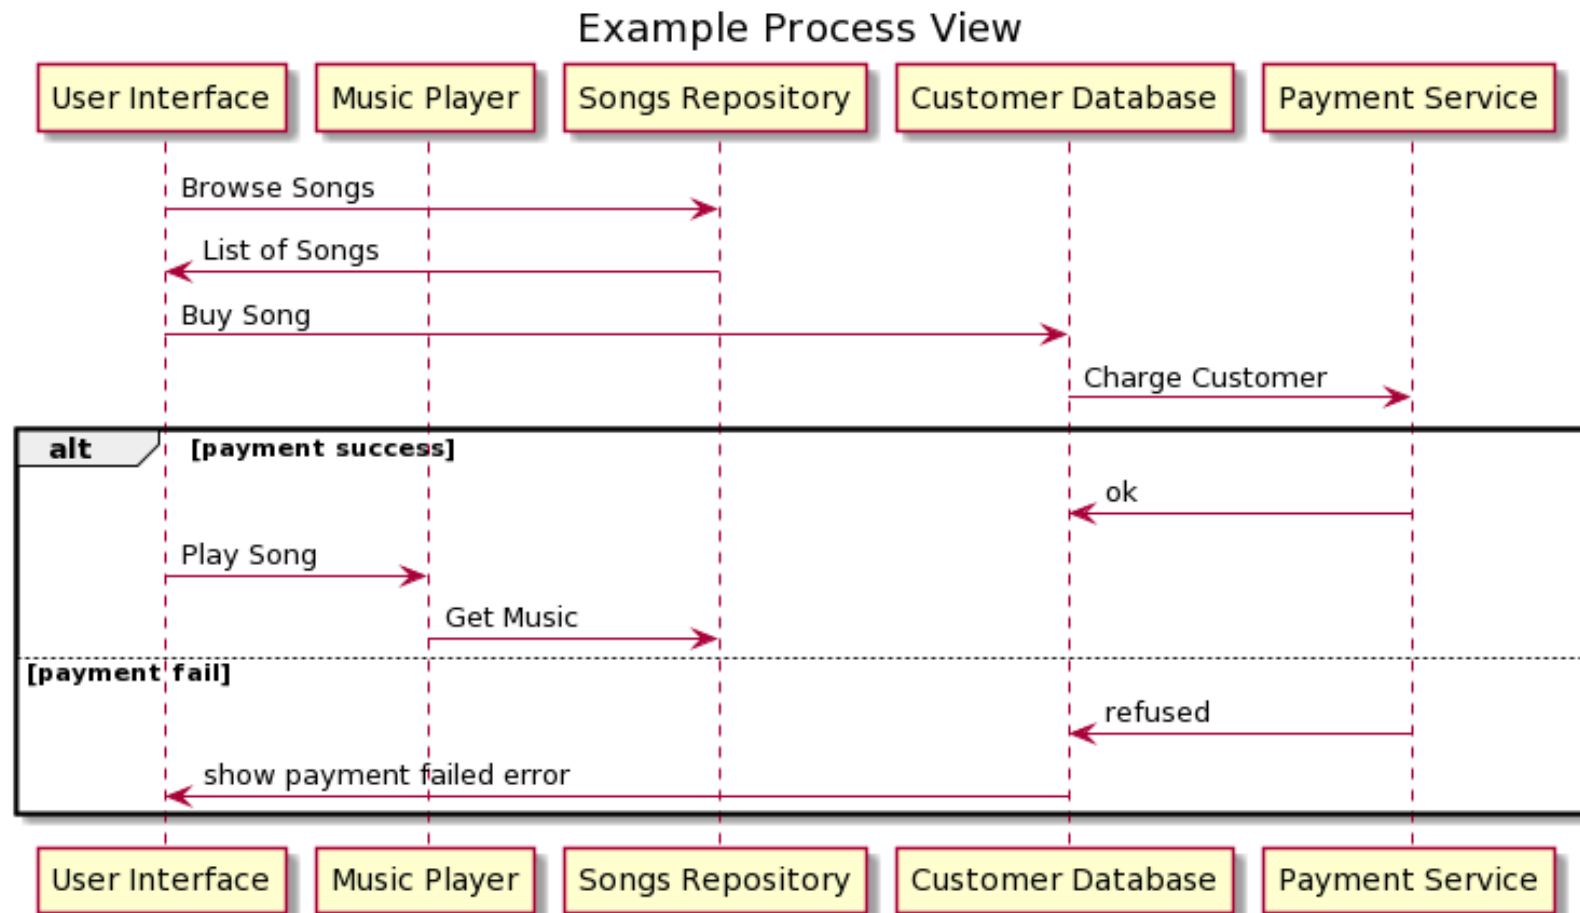 Example Process View
User Interface Music Player Songs Repository Customer Database Payment Service
Browse Songs
List of Songs
Buy Song
Charge Customer
alt [payment success]
ok
Play Song
Get Music
[payment fail]
refused
show payment failed error
User Interface Music Player Songs Repository Customer Database Payment Service